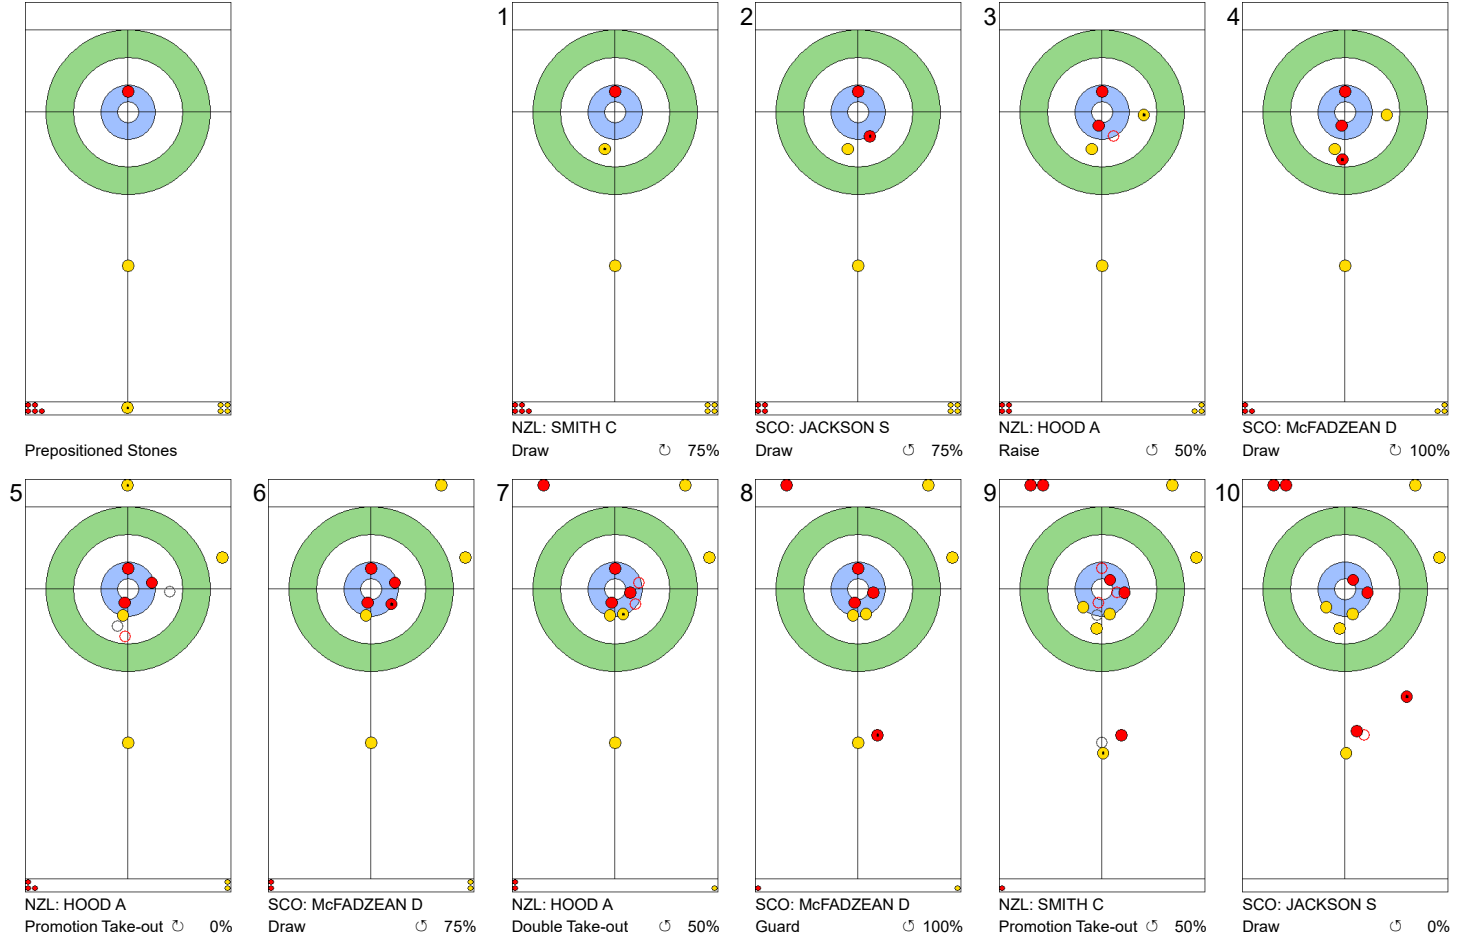 1
2
3
4
Prepositioned Stones
NZL: SMITH C
Draw ↻ 75%
SCO: JACKSON S
Draw ↺ 75%
NZL: HOOD A
Raise ↺ 50%
SCO: McFADZEAN D
Draw ↻ 100%
5
6
7
8
9
10
NZL: HOOD A
Promotion Take-out ↻ 0%
SCO: McFADZEAN D
Draw ↺ 75%
NZL: HOOD A
Double Take-out ↺ 50%
SCO: McFADZEAN D
Guard ↺ 100%
NZL: SMITH C
Promotion Take-out ↺ 50%
SCO: JACKSON S
Draw ↺ 0%